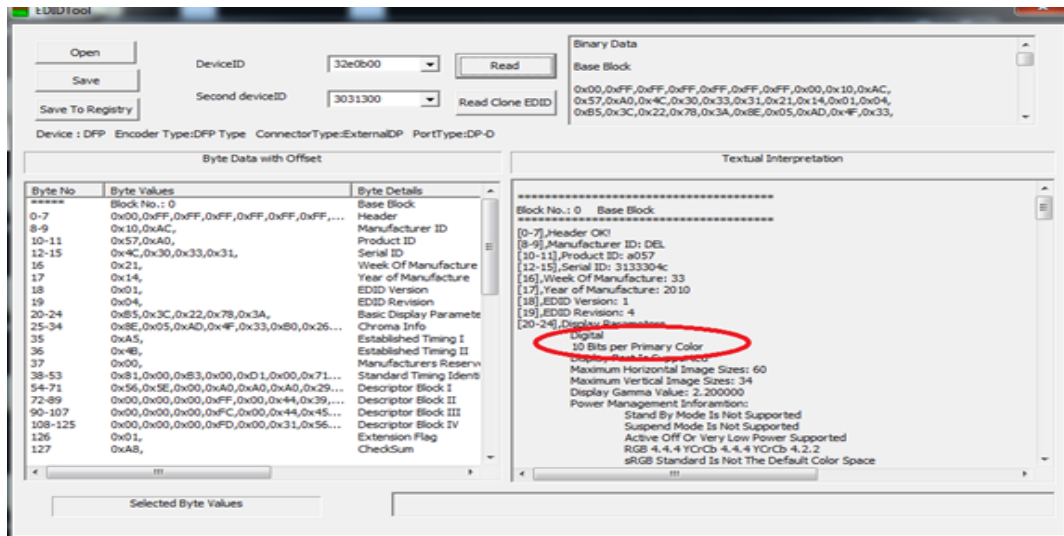 EDIDTool
Open
Save
Save To Registry
DeviceID
32e0b00
Read
Second deviceID
3031300
Read Clone EDID
Binary Data
Base Block
0x00,0xFF,0xFF,0xFF,0xFF,0xFF,0xFF,0x00,0x10,0xAC,
0x57,0xA0,0x4C,0x30,0x33,0x31,0x21,0x14,0x01,0x04,
0xB5,0x3C,0x22,0x78,0x3A,0x8E,0x05,0xAD,0x4F,0x33,
Device : DFP Encoder Type:DFP Type ConnectorType:ExternalDP PortType:DP-D
Byte Data with Offset
Byte No Byte Values Byte Details
===== Block No.: 0 Base Block
0-7 0x00,0xFF,0xFF,0xFF,0xFF,0xFF,... Header
8-9 0x10,0xAC, Manufacturer ID
10-11 0x57,0xA0, Product ID
12-15 0x4C,0x30,0x33,0x31, Serial ID
16 0x21, Week Of Manufacture
17 0x14, Year of Manufacture
18 0x01, EDID Version
19 0x04, EDID Revision
20-24 0xB5,0x3C,0x22,0x78,0x3A, Basic Display Paramete
25-34 0x8E,0x05,0xAD,0x4F,0x33,0xB0,0x26... Chroma Info
35 0xA5, Established Timing I
36 0x4B, Established Timing II
37 0x00, Manufacturers Reserv
38-53 0x81,0x00,0xB3,0x00,0xD1,0x00,0x71... Standard Timing Identi
54-71 0x56,0x5E,0x00,0xA0,0xA0,0xA0,0x29... Descriptor Block I
72-89 0x00,0x00,0x00,0xFF,0x00,0x44,0x39,... Descriptor Block II
90-107 0x00,0x00,0x00,0xFC,0x00,0x44,0x45... Descriptor Block III
108-125 0x00,0x00,0x00,0xFD,0x00,0x31,0x56... Descriptor Block IV
126 0x01, Extension Flag
127 0xA8, CheckSum
Selected Byte Values
Textual Interpretation
Block No.: 0 Base Block
[0-7],Header OK!
[8-9],Manufacturer ID: DEL
[10-11],Product ID: a057
[12-15],Serial ID: 3133304c
[16],Week Of Manufacture: 33
[17],Year of Manufacture: 2010
[18],EDID Version: 1
[19],EDID Revision: 4
[20-24],Display Parameters
Digital
10 Bits per Primary Color
Display Port Is Supported
Maximum Horizontal Image Sizes: 60
Maximum Vertical Image Sizes: 34
Display Gamma Value: 2.200000
Power Management Inforamtion:
Stand By Mode Is Not Supported
Suspend Mode Is Not Supported
Active Off Or Very Low Power Supported
RGB 4.4.4 YCrCb 4.4.4 YCrCb 4.2.2
sRGB Standard Is Not The Default Color Space